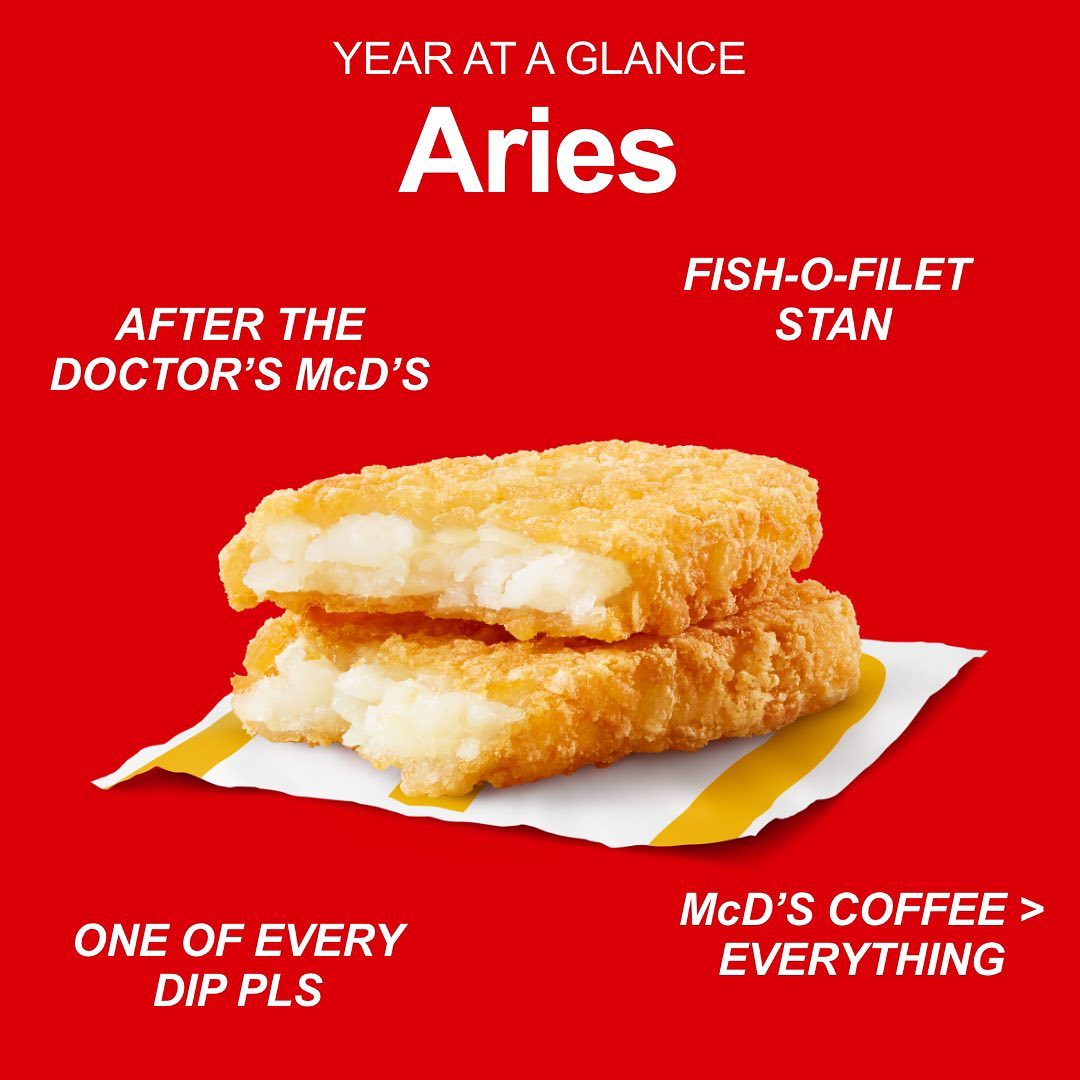 YEAR AT A GLANCE
Aries
FISH-O-FILET
STAN
AFTER THE
DOCTOR'S McD'S
ONE OF EVERY
DIP PLS
McD'S COFFEE >
EVERYTHING